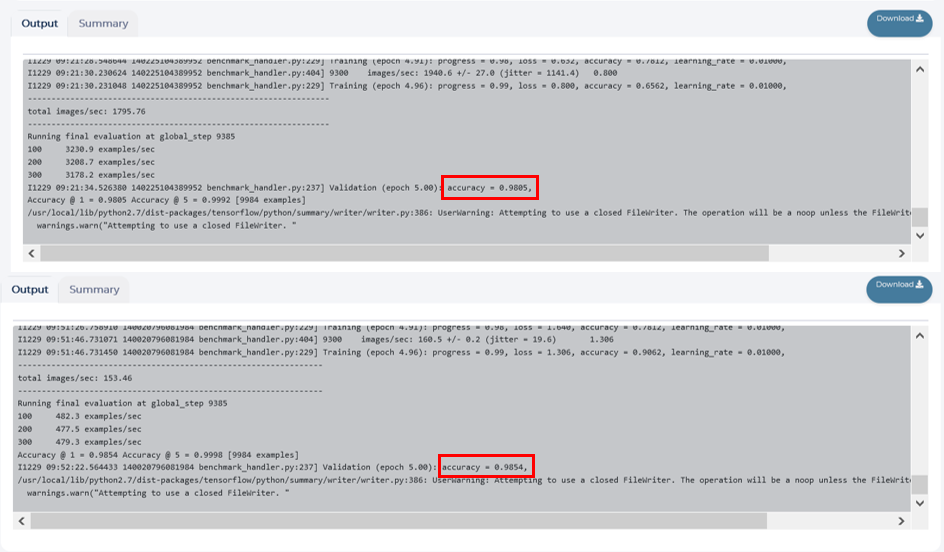 Output Summary Download
I1229 09:21:28.548644 140225104389952 benchmark_handler.py:229] Training (epoch 4.91): progress = 0.98, loss = 0.632, accuracy = 0.7812, learning_rate = 0.01000,
I1229 09:21:30.230624 140225104389952 benchmark_handler.py:404] 9300 images/sec: 1940.6 +/- 27.0 (jitter = 1141.4) 0.800
I1229 09:21:30.231048 140225104389952 benchmark_handler.py:229] Training (epoch 4.96): progress = 0.99, loss = 0.800, accuracy = 0.6562, learning_rate = 0.01000,
----------------------------------------------------------------
total images/sec: 1795.76
----------------------------------------------------------------
Running final evaluation at global_step 9385
100 3230.9 examples/sec
200 3208.7 examples/sec
300 3178.2 examples/sec
I1229 09:21:34.526380 140225104389952 benchmark_handler.py:237] Validation (epoch 5.00): accuracy = 0.9805,
Accuracy @ 1 = 0.9805 Accuracy @ 5 = 0.9992 [9984 examples]
/usr/local/lib/python2.7/dist-packages/tensorflow/python/summary/writer/writer.py:386: UserWarning: Attempting to use a closed FileWriter. The operation will be a noop unless the FileWrite
warnings.warn("Attempting to use a closed FileWriter. "
Output Summary Download
I1229 09:51:26.758910 140020796081984 benchmark_handler.py:229] Training (epoch 4.91): progress = 0.98, loss = 1.640, accuracy = 0.7812, learning_rate = 0.01000,
I1229 09:51:46.731071 140020796081984 benchmark_handler.py:404] 9300 images/sec: 160.5 +/- 0.2 (jitter = 19.6) 1.306
I1229 09:51:46.731450 140020796081984 benchmark_handler.py:229] Training (epoch 4.96): progress = 0.99, loss = 1.306, accuracy = 0.9062, learning_rate = 0.01000,
----------------------------------------------------------------
total images/sec: 153.46
----------------------------------------------------------------
Running final evaluation at global_step 9385
100 482.3 examples/sec
200 477.5 examples/sec
300 479.3 examples/sec
Accuracy @ 1 = 0.9854 Accuracy @ 5 = 0.9998 [9984 examples]
I1229 09:52:22.564433 140020796081984 benchmark_handler.py:237] Validation (epoch 5.00): accuracy = 0.9854,
/usr/local/lib/python2.7/dist-packages/tensorflow/python/summary/writer/writer.py:386: UserWarning: Attempting to use a closed FileWriter. The operation will be a noop unless the FileWrit
warnings.warn("Attempting to use a closed FileWriter. "